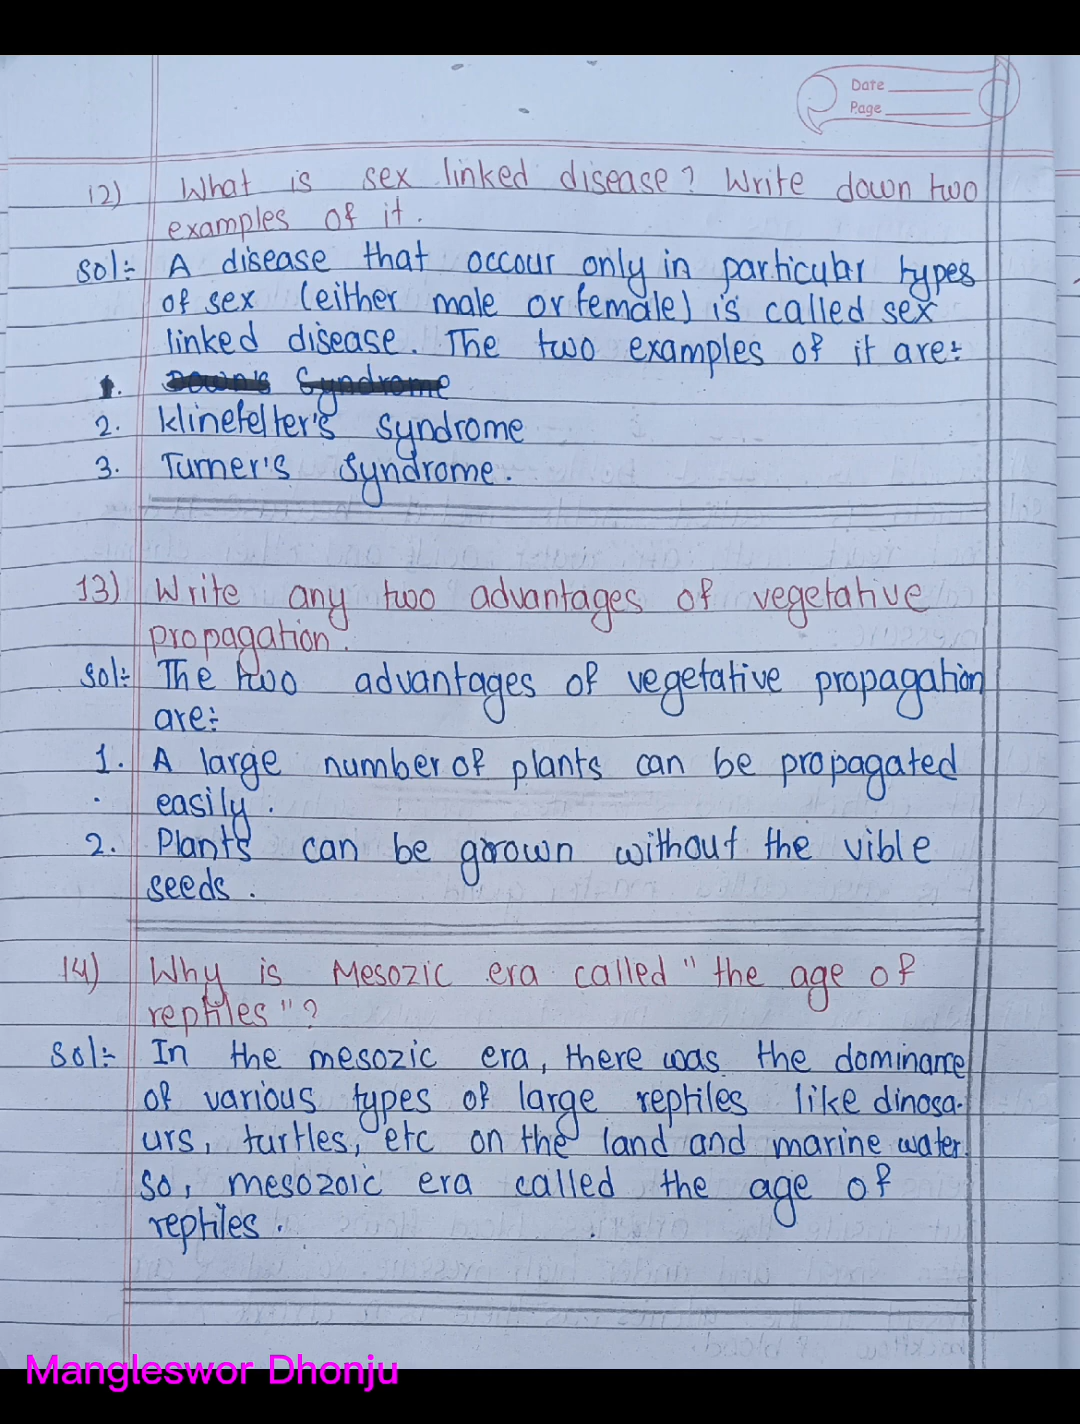 Date
Page
12) What is sex linked disease? Write down two
examples of it.
Sol:- A disease that occour only in particular types
of sex (either male or female) is called sex
linked disease. The two examples of it are:-
1. Down's Syndrome
2. Klinefelter's Syndrome
3. Turner's Syndrome.
13) Write any two advantages of vegetative
propagation.
Sol:- The two advantages of vegetative propagation
are:-
1. A large number of plants can be propagated
easily.
2. Plants can be grown without the vible
seeds.
14) Why is Mesozic era called "the age of
reptiles"?
Sol:- In the mesozic era, there was the dominance
of various types of large reptiles like dinosa-
urs, turtles, etc on the land and marine water.
So, mesozoic era called the age of
reptiles.
Mangleswor Dhonju